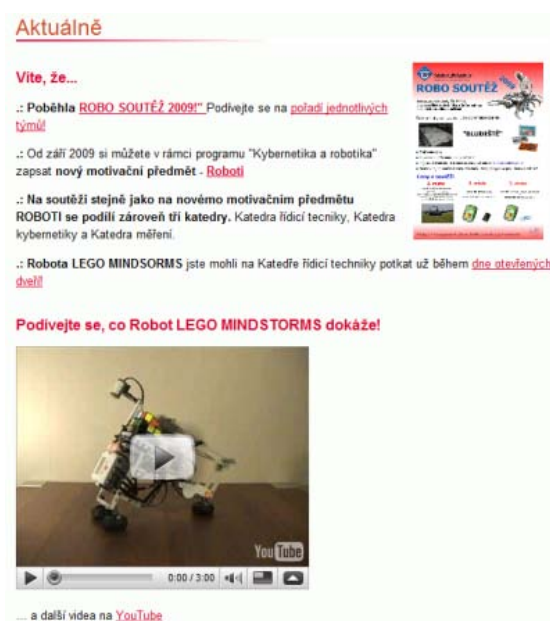 Aktuálně
Víte, že...
.: Poběhla ROBO SOUTĚŽ 2009!" Podívejte se na pořadí jednotlivých
týmů!
.: Od září 2009 si můžete v rámci programu "Kybernetika a robotika"
zapsat nový motivační předmět - Roboti
.: Na soutěži stejně jako na novémo motivačním předmětu
ROBOTI se podílí zároveň tří katedry. Katedra řídicí tecniky, Katedra
kybernetiky a Katedra měření.
.: Robota LEGO MINDSORMS jste mohli na Katedře řídicí techniky potkat už během dne otevřených
dveří!
ROBO SOUTĚŽ
2009
"BLUDIŠTĚ"
Podívejte se, co Robot LEGO MINDSTORMS dokáže!
YouTube
0:00 / 3:00
.... a další videa na YouTube